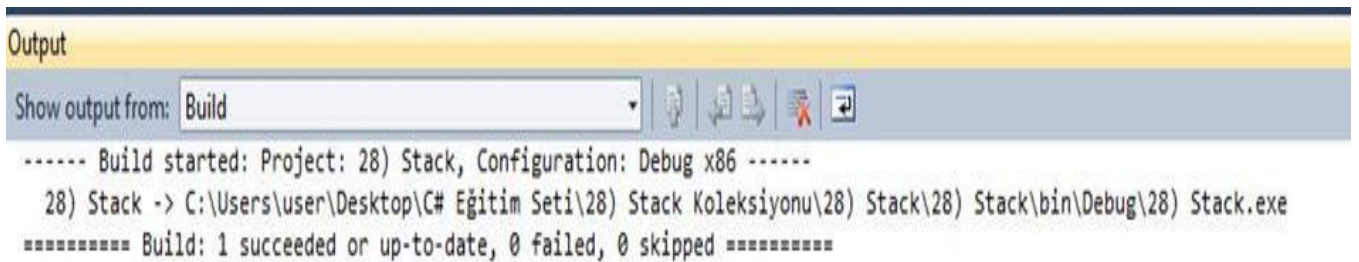 Output
Show output from: Build
------ Build started: Project: 28) Stack, Configuration: Debug x86 ------
28) Stack -> C:\Users\user\Desktop\C# Eğitim Seti\28) Stack Koleksiyonu\28) Stack\28) Stack\bin\Debug\28) Stack.exe
========== Build: 1 succeeded or up-to-date, 0 failed, 0 skipped ==========